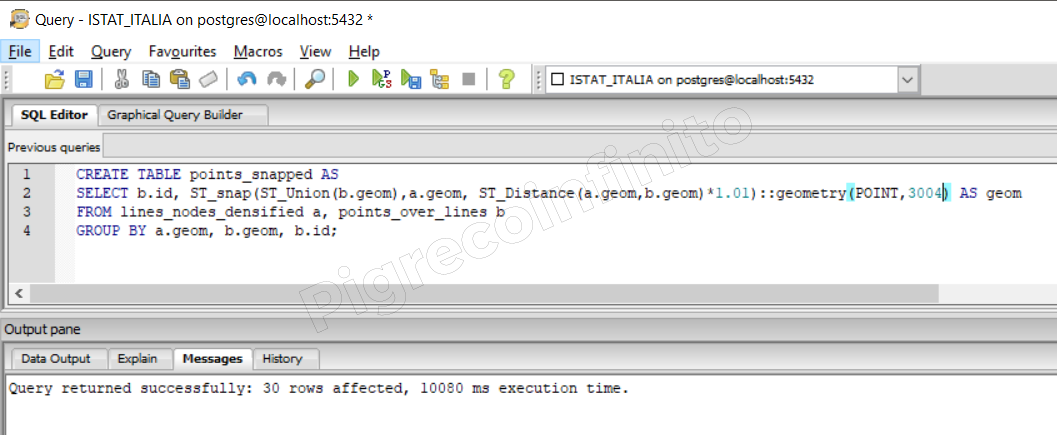 Query - ISTAT_ITALIA on postgres@localhost:5432 *
File Edit Query Favourites Macros View Help
ISTAT_ITALIA on postgres@localhost:5432
SQL Editor Graphical Query Builder
Previous queries
1 CREATE TABLE points_snapped AS
2 SELECT b.id, ST_snap(ST_Union(b.geom),a.geom, ST_Distance(a.geom,b.geom)*1.01)::geometry(POINT,3004) AS geom
3 FROM lines_nodes_densified a, points_over_lines b
4 GROUP BY a.geom, b.geom, b.id;
Pigrecoinfinito
Output pane
Data Output Explain Messages History
Query returned successfully: 30 rows affected, 10080 ms execution time.